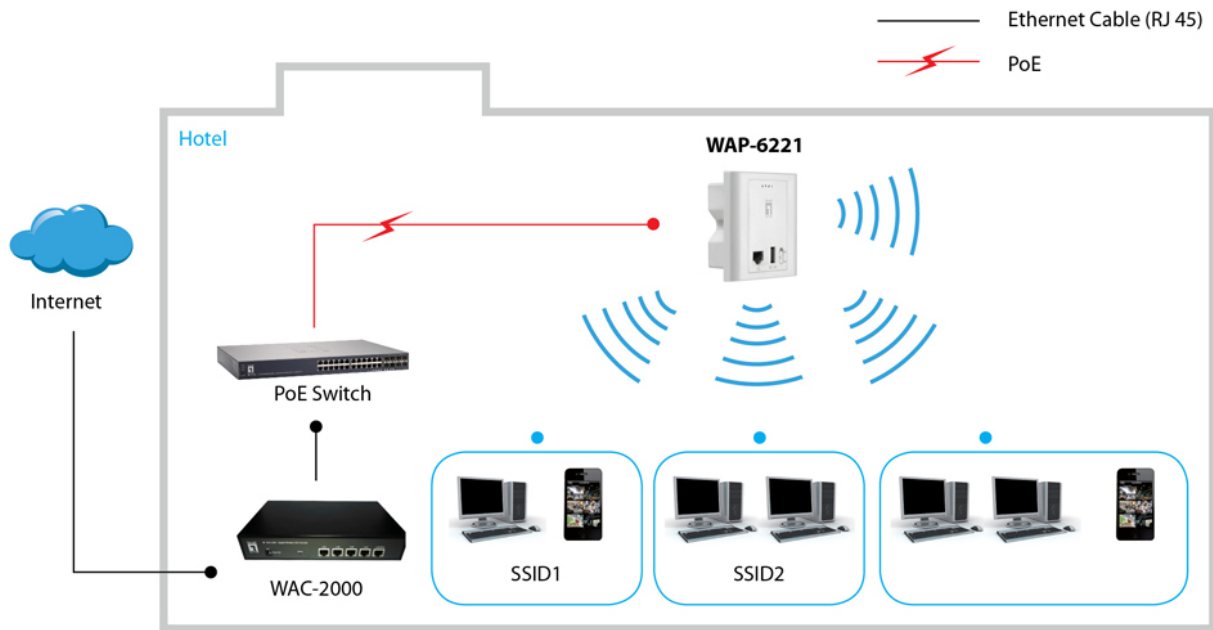 Ethernet Cable (RJ 45)
PoE
Hotel
WAP-6221
Internet
PoE Switch
WAC-2000
SSID1
SSID2